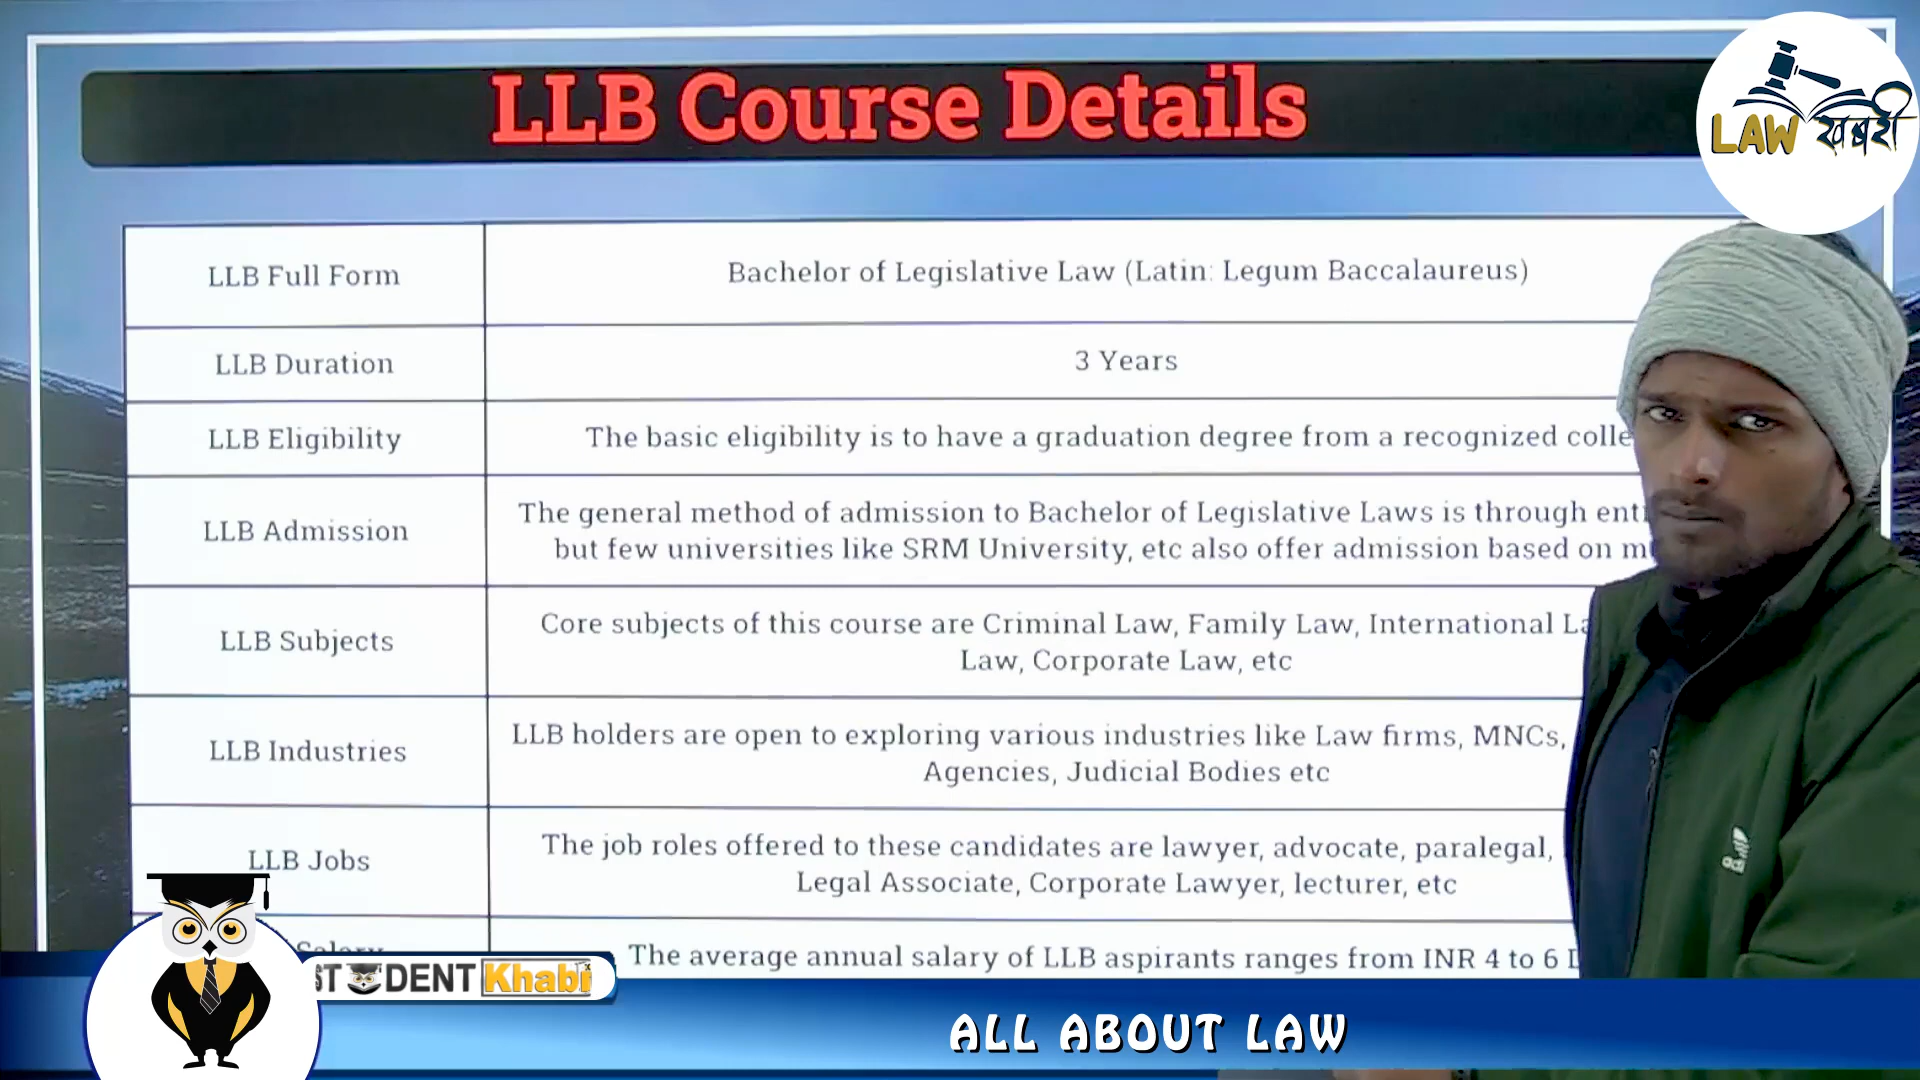 LLB Course Details
LAW खबरी
LLB Full Form
Bachelor of Legislative Law (Latin: Legum Baccalaureus)
LLB Duration
3 Years
LLB Eligibility
The basic eligibility is to have a graduation degree from a recognized colle
LLB Admission
The general method of admission to Bachelor of Legislative Laws is through ent
but few universities like SRM University, etc also offer admission based on m
LLB Subjects
Core subjects of this course are Criminal Law, Family Law, International La
Law, Corporate Law, etc
LLB Industries
LLB holders are open to exploring various industries like Law firms, MNCs,
Agencies, Judicial Bodies etc
LLB Jobs
The job roles offered to these candidates are lawyer, advocate, paralegal,
Legal Associate, Corporate Lawyer, lecturer, etc
Salary
The average annual salary of LLB aspirants ranges from INR 4 to 6
STUDENT Khabri
ALL ABOUT LAW